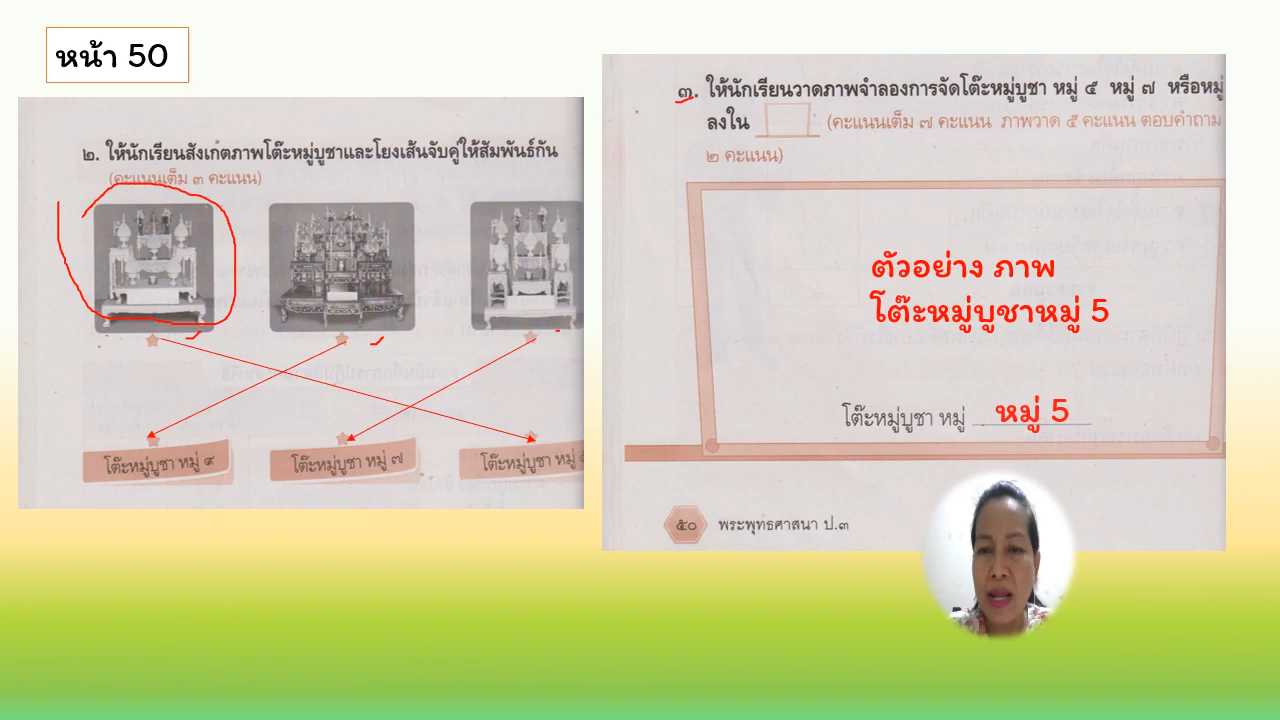 หน้า 50
๒. ให้นักเรียนสังเกตภาพโต๊ะหมู่บูชาและโยงเส้นจับคู่ให้สัมพันธ์กัน
(คะแนนเต็ม ๓ คะแนน)
โต๊ะหมู่บูชา หมู่ ๙
โต๊ะหมู่บูชา หมู่ ๗
โต๊ะหมู่บูชา หมู่
๓. ให้นักเรียนวาดภาพจำลองการจัดโต๊ะหมู่บูชา หมู่ ๕ หมู่ ๗ หรือหมู่
ลงใน (คะแนนเต็ม ๗ คะแนน ภาพวาด ๕ คะแนน ตอบคำถาม
๒ คะแนน)
ตัวอย่าง ภาพ
โต๊ะหมู่บูชาหมู่ 5
โต๊ะหมู่บูชา หมู่ หมู่ 5
๕๐ พระพุทธศาสนา ป.๓